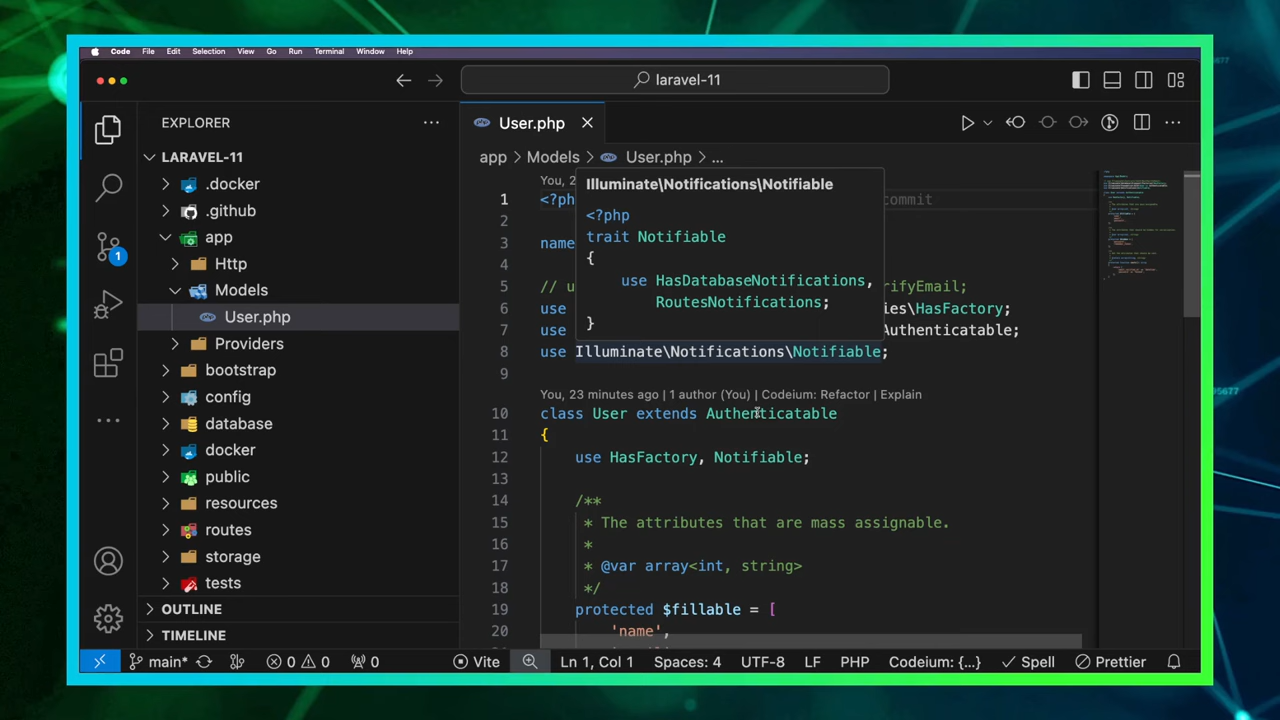 Code File Edit Selection View Go Run Terminal Window Help
laravel-11
EXPLORER
LARAVEL-11
.docker
.github
app
Http
Models
User.php
Providers
bootstrap
config
database
docker
public
resources
routes
storage
tests
OUTLINE
TIMELINE
1
User.php
app > Models > User.php > ...
You, 2
Illuminate\Notifications\Notifiable
<?php
trait Notifiable
{
use HasDatabaseNotifications,
RoutesNotifications;
}
1 <?ph commit
2
3 name
4
5 // u rifyEmail;
6 use ies\HasFactory;
7 use Authenticatable;
8 use Illuminate\Notifications\Notifiable;
9
You, 23 minutes ago | 1 author (You) | Codeium: Refactor | Explain
10 class User extends Authenticatable
11 {
12 use HasFactory, Notifiable;
13
14 /**
15 * The attributes that are mass assignable.
16 *
17 * @var array<int, string>
18 */
19 protected $fillable = [
20 'name',
main* 0 0 0 Vite Ln 1, Col 1 Spaces: 4 UTF-8 LF PHP Codeium: {...} Spell Prettier